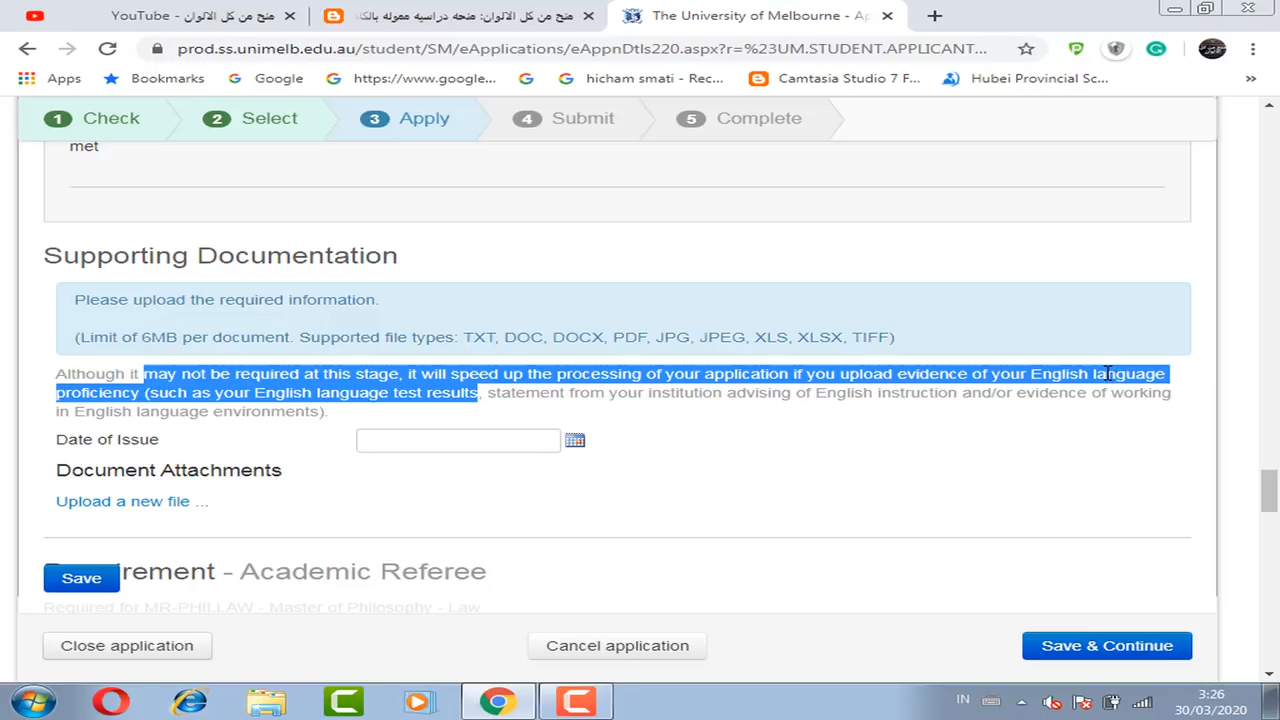 YouTube - منح من كل الالوان
منح من كل الالوان: منحه دراسيه مموله بالكا
The University of Melbourne - Ap
prod.ss.unimelb.edu.au/student/SM/eApplications/eAppnDtls220.aspx?r=%23UM.STUDENT.APPLICANT...
Apps Bookmarks Google https://www.google... hicham smati - Rec... Camtasia Studio 7 F... Hubei Provincial Sc... »
1 Check 2 Select 3 Apply 4 Submit 5 Complete
met
Supporting Documentation
Please upload the required information.
(Limit of 6MB per document. Supported file types: TXT, DOC, DOCX, PDF, JPG, JPEG, XLS, XLSX, TIFF)
Although it may not be required at this stage, it will speed up the processing of your application if you upload evidence of your English language
proficiency (such as your English language test results, statement from your institution advising of English instruction and/or evidence of working
in English language environments).
Date of Issue
Document Attachments
Upload a new file ...
Save
irement - Academic Referee
Required for MR-PHILLAW - Master of Philosophy - Law
Close application Cancel application Save & Continue
IN 3:26
30/03/2020